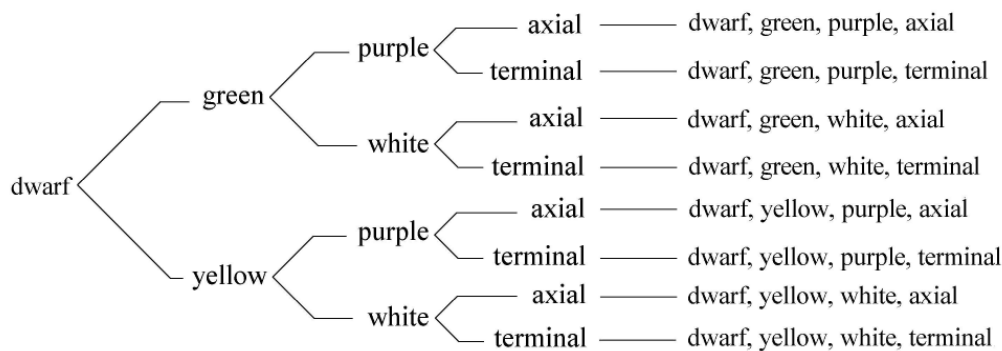 purple axial dwarf, green, purple, axial
terminal dwarf, green, purple, terminal
green
white axial dwarf, green, white, axial
terminal dwarf, green, white, terminal
dwarf
purple axial dwarf, yellow, purple, axial
terminal dwarf, yellow, purple, terminal
yellow
white axial dwarf, yellow, white, axial
terminal dwarf, yellow, white, terminal